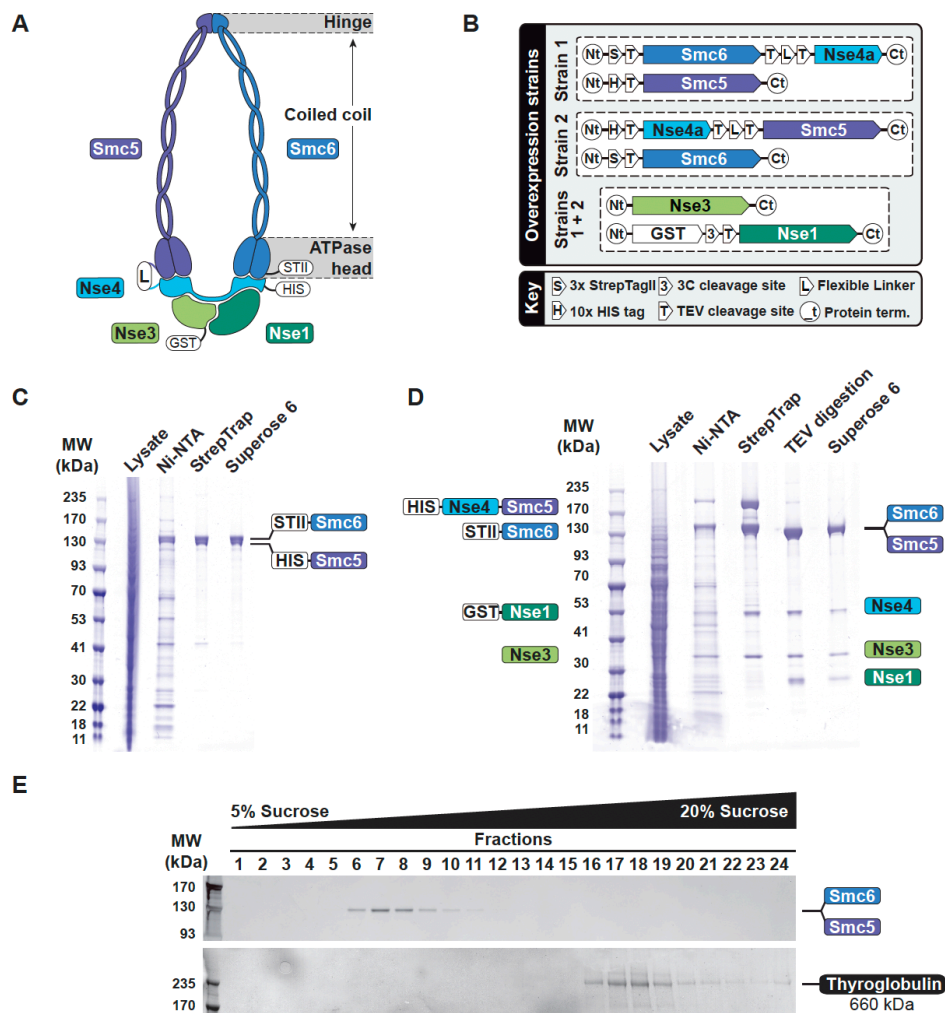 A
Hinge
Coiled coil
Smc5
Smc6
ATPase
head
STII
L
HIS
Nse4
Nse3
Nse1
GST
B
Overexpression strains
Strain 1
Nt S T Smc6 T L T Nse4a Ct
Nt H T Smc5 Ct
Strain 2
Nt H T Nse4a T L T Smc5 Ct
Nt S T Smc6 Ct
Strains
1 + 2
Nt Nse3 Ct
Nt GST 3 T Nse1 Ct
Key
S 3x StrepTagII 3 3C cleavage site L Flexible Linker
H 10x HIS tag T TEV cleavage site _t Protein term.
C
MW
(kDa)
Lysate
Ni-NTA
StrepTrap
Superose 6
235
170
130
93
70
53
41
30
22
18
11
STII Smc6
HIS Smc5
D
MW
(kDa)
Lysate
Ni-NTA
StrepTrap
TEV digestion
Superose 6
HIS Nse4 Smc5
STII Smc6
GST Nse1
Nse3
235
170
130
93
70
53
41
30
22
18
11
Smc6
Smc5
Nse4
Nse3
Nse1
E
5% Sucrose 20% Sucrose
MW
(kDa)
Fractions
1 2 3 4 5 6 7 8 9 10 11 12 13 14 15 16 17 18 19 20 21 22 23 24
170
130
93
Smc6
Smc5
235
170
Thyroglobulin
660 kDa